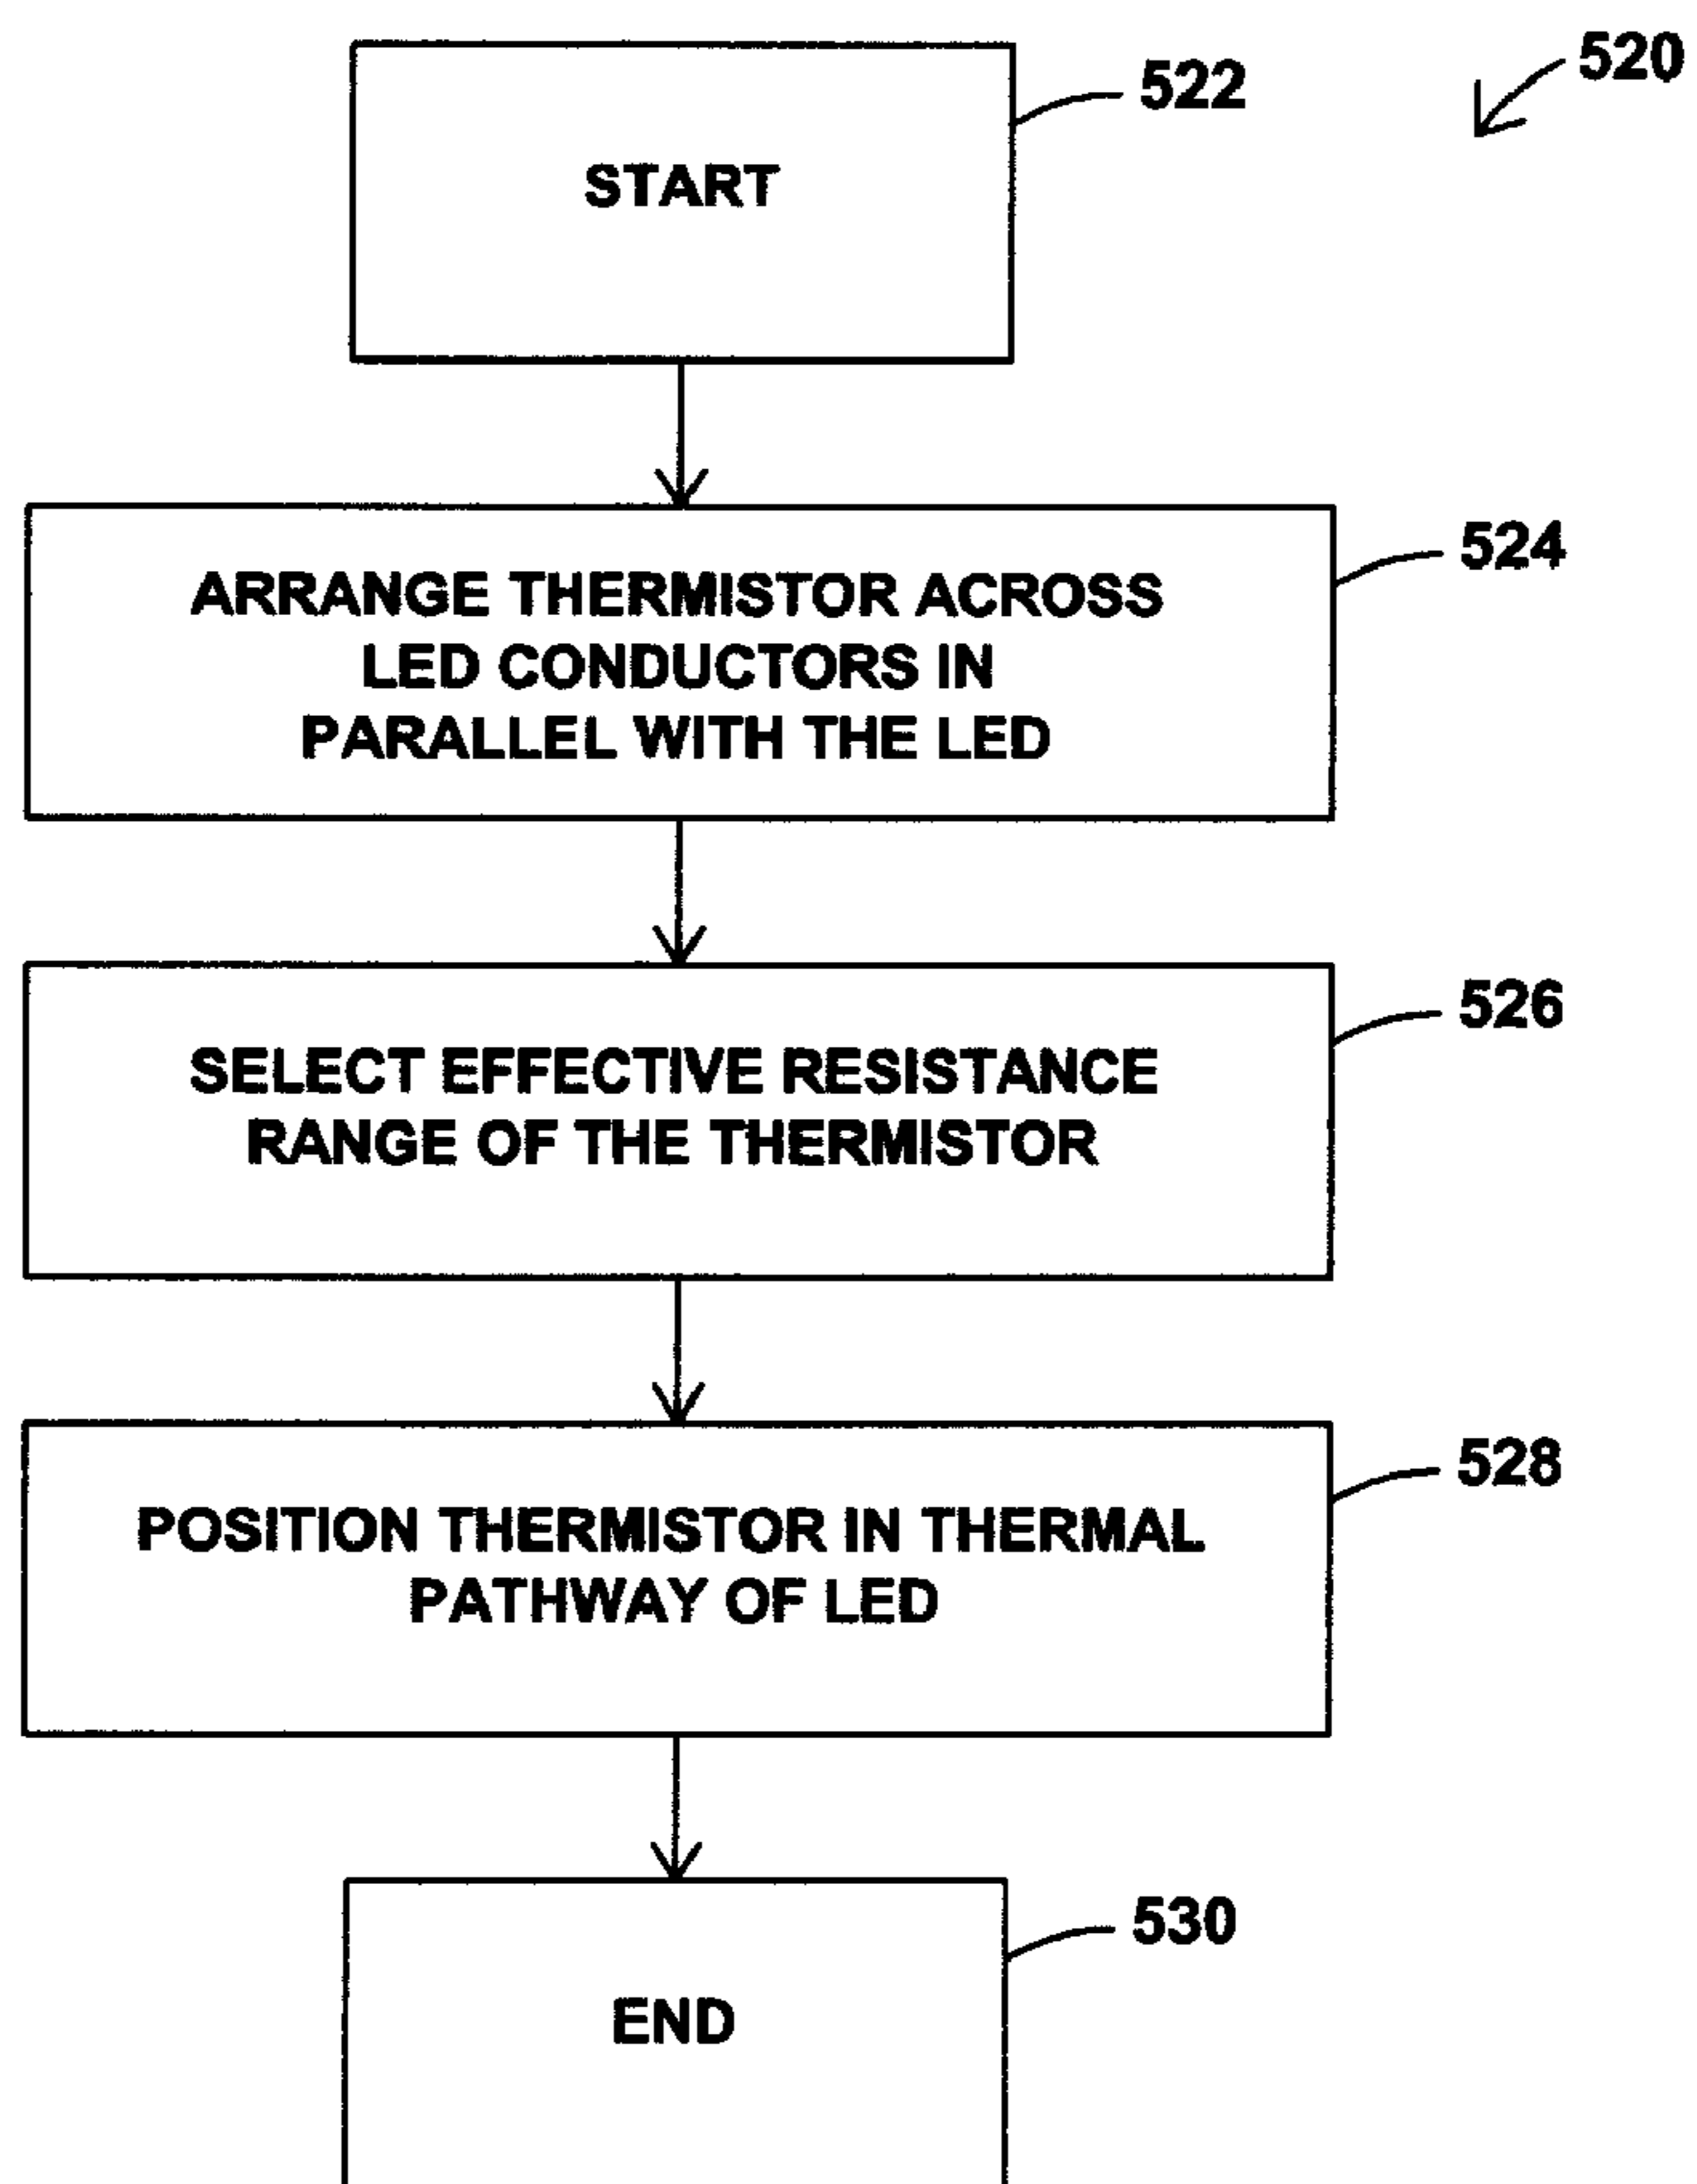 520
522
START
524
ARRANGE THERMISTOR ACROSS
LED CONDUCTORS IN
PARALLEL WITH THE LED
526
SELECT EFFECTIVE RESISTANCE
RANGE OF THE THERMISTOR
528
POSITION THERMISTOR IN THERMAL
PATHWAY OF LED
530
END